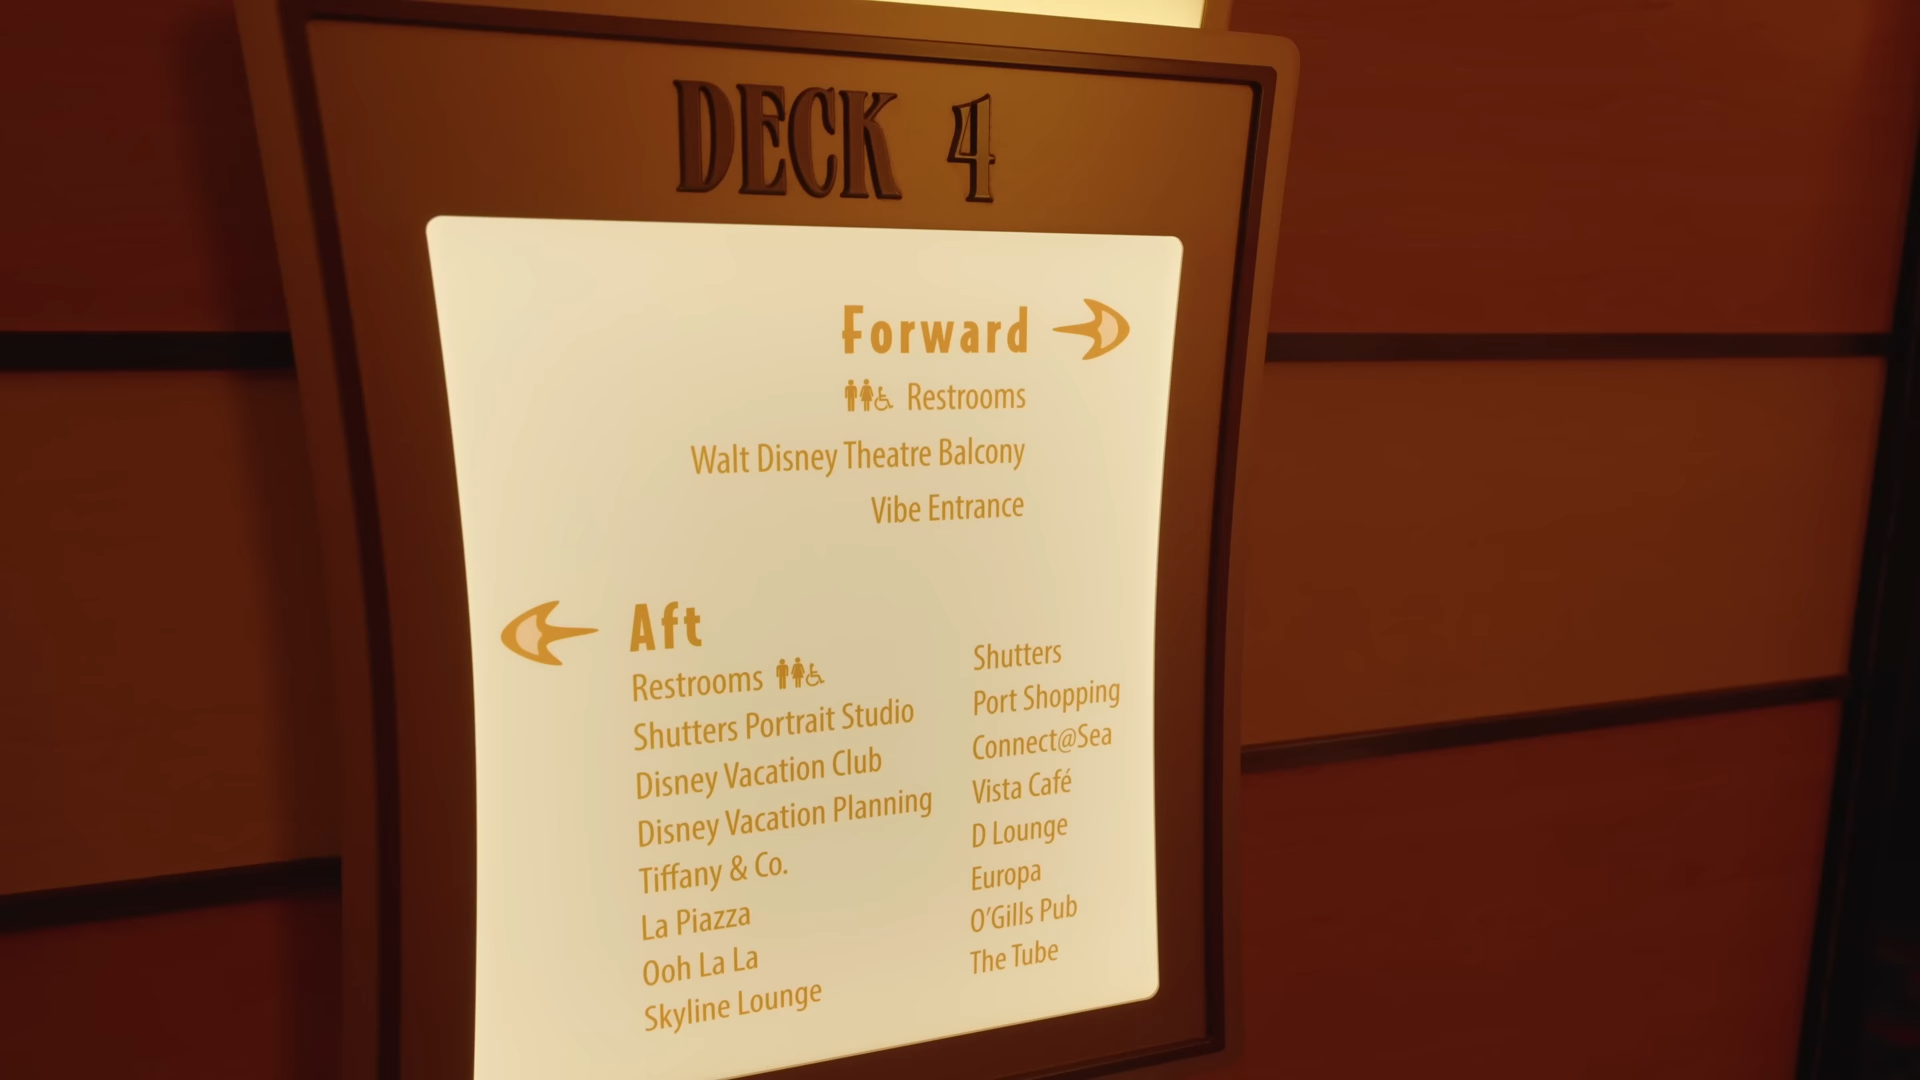 DECK 4
Forward
Restrooms
Walt Disney Theatre Balcony
Vibe Entrance
Aft
Restrooms
Shutters Portrait Studio
Disney Vacation Club
Disney Vacation Planning
Tiffany & Co.
La Piazza
Ooh La La
Skyline Lounge
Shutters
Port Shopping
Connect@Sea
Vista Café
D Lounge
Europa
O'Gills Pub
The Tube